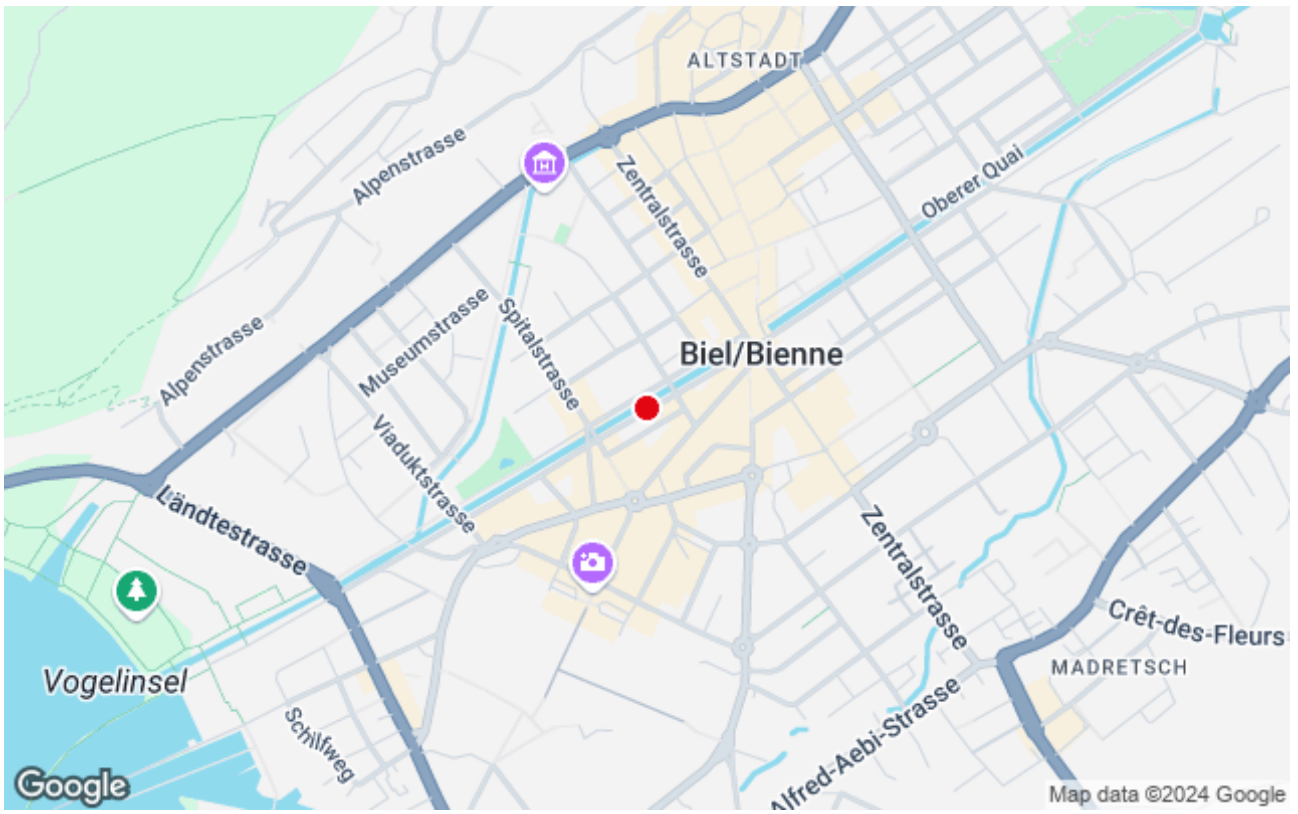 ALTSTADT
Alpenstrasse
Zentralstrasse
Oberer Quai
Museumstrasse
Spitalstrasse
Alpenstrasse
Biel/Bienne
Viaduktstrasse
Ländtestrasse
Zentralstrasse
Crêt-des-Fleurs
MADRETSCH
Vogelinsel
Schilfweg
Alfred-Aebi-Strasse
Google
Map data ©2024 Google